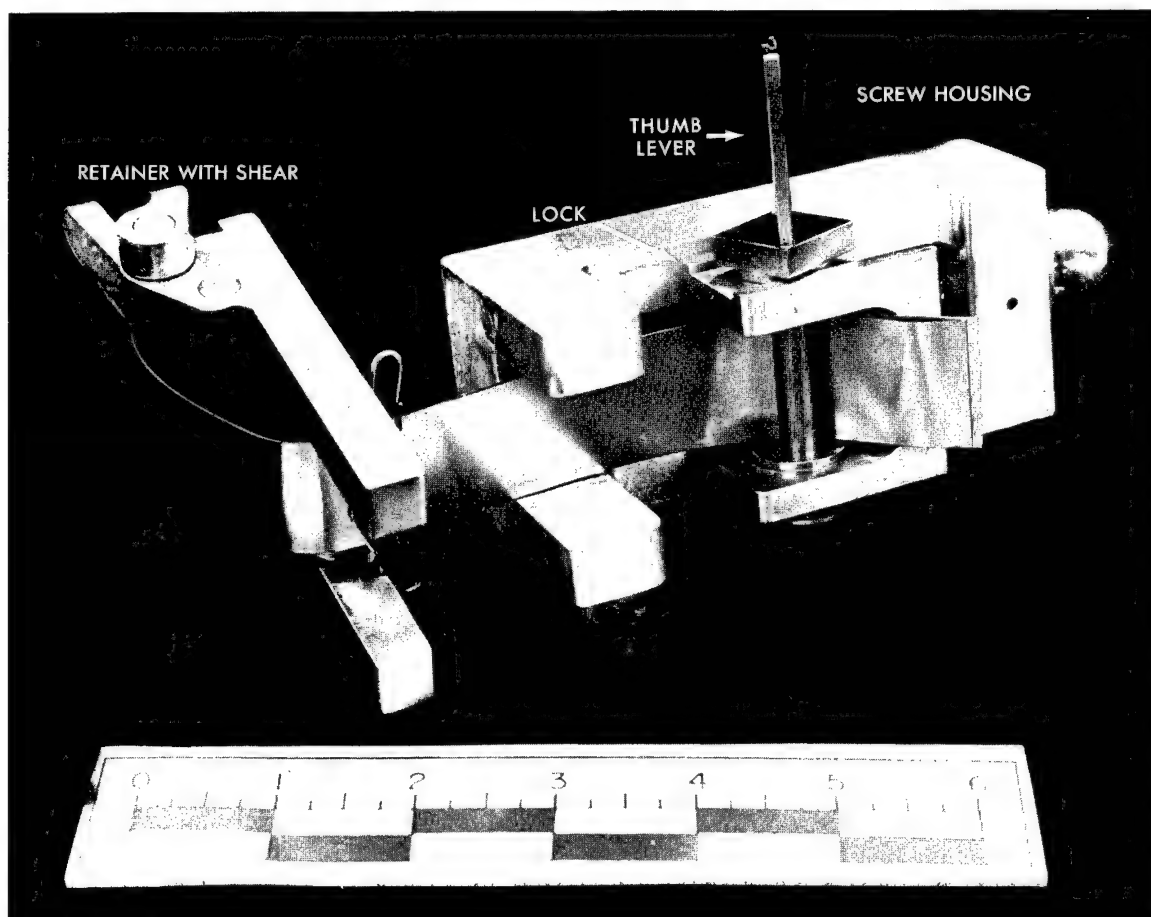 SCREW HOUSING
THUMB
LEVER
RETAINER WITH SHEAR
LOCK
0 1 2 3 4 5 6